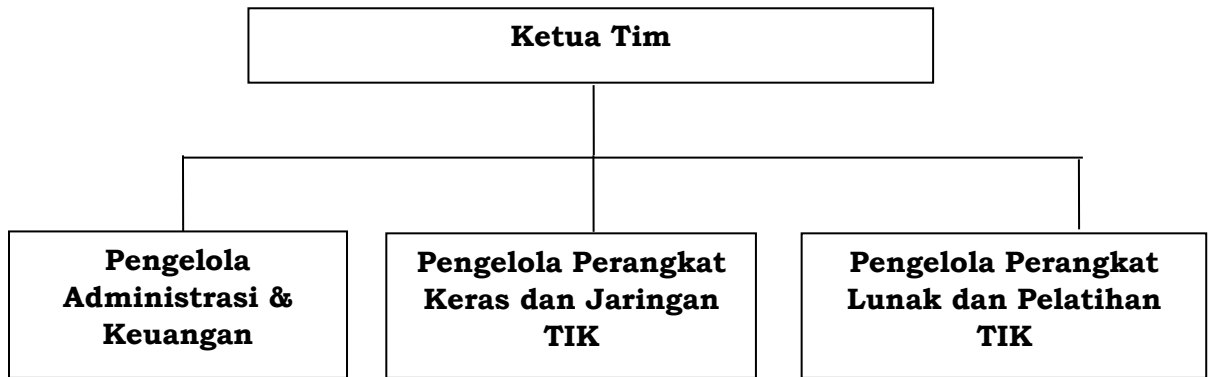 Ketua Tim
Pengelola
Administrasi &
Keuangan
Pengelola Perangkat
Keras dan Jaringan
TIK
Pengelola Perangkat
Lunak dan Pelatihan
TIK